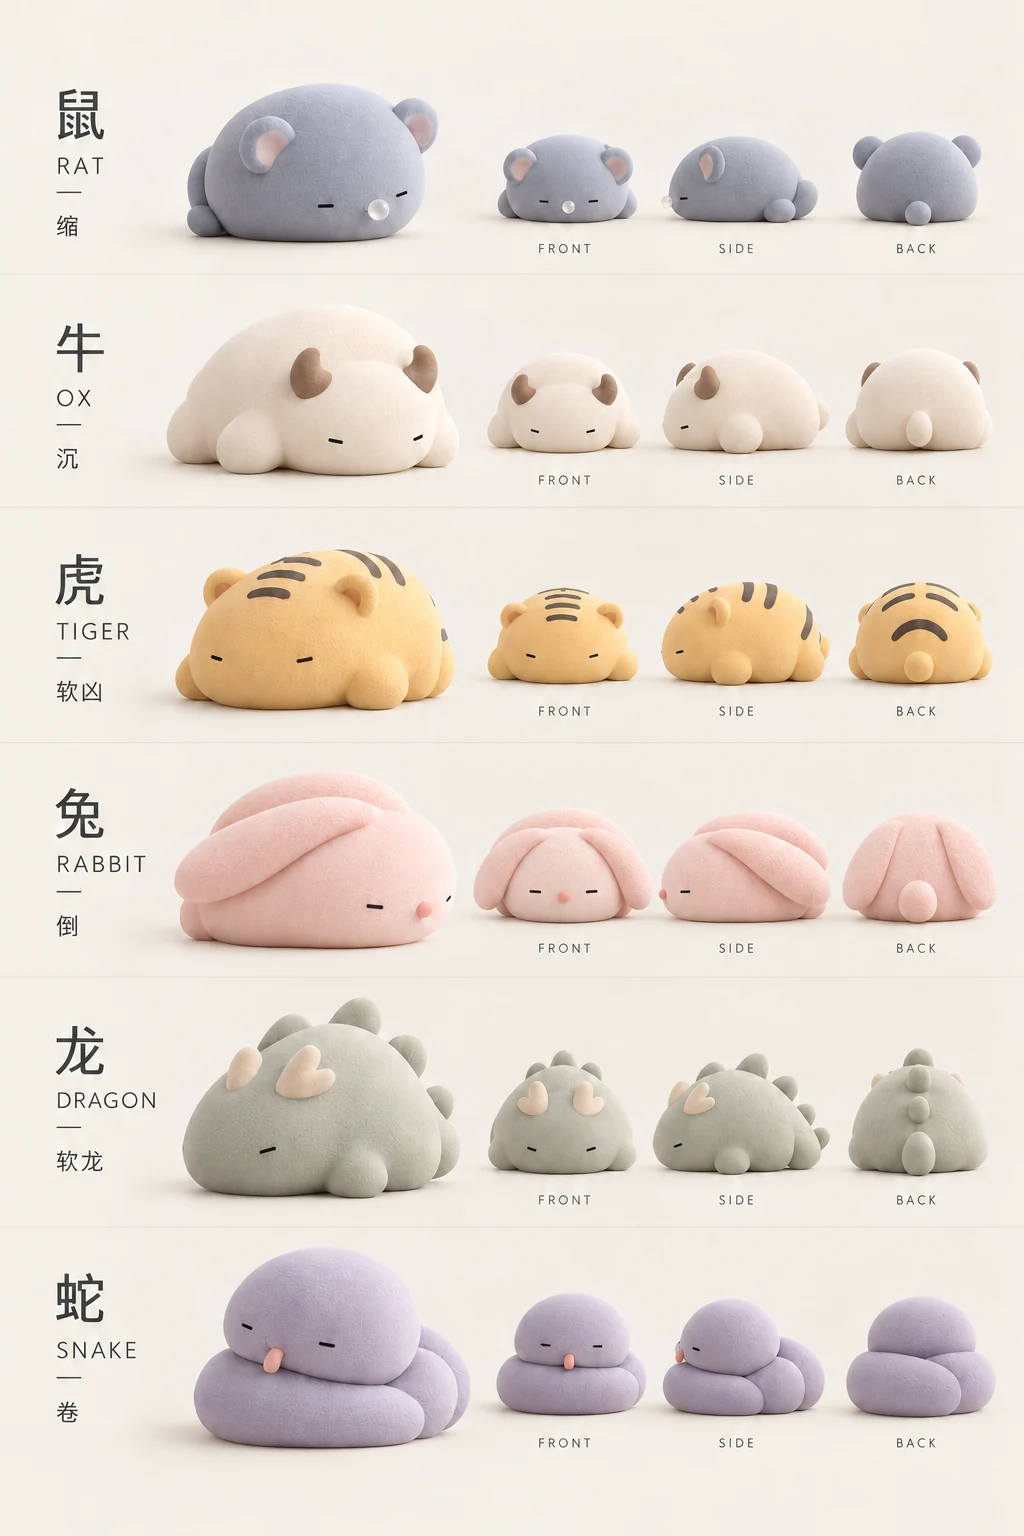 鼠
RAT
缩
FRONT SIDE BACK
牛
OX
沉
FRONT SIDE BACK
虎
TIGER
软凶
FRONT SIDE BACK
兔
RABBIT
倒
FRONT SIDE BACK
龙
DRAGON
软龙
FRONT SIDE BACK
蛇
SNAKE
卷
FRONT SIDE BACK